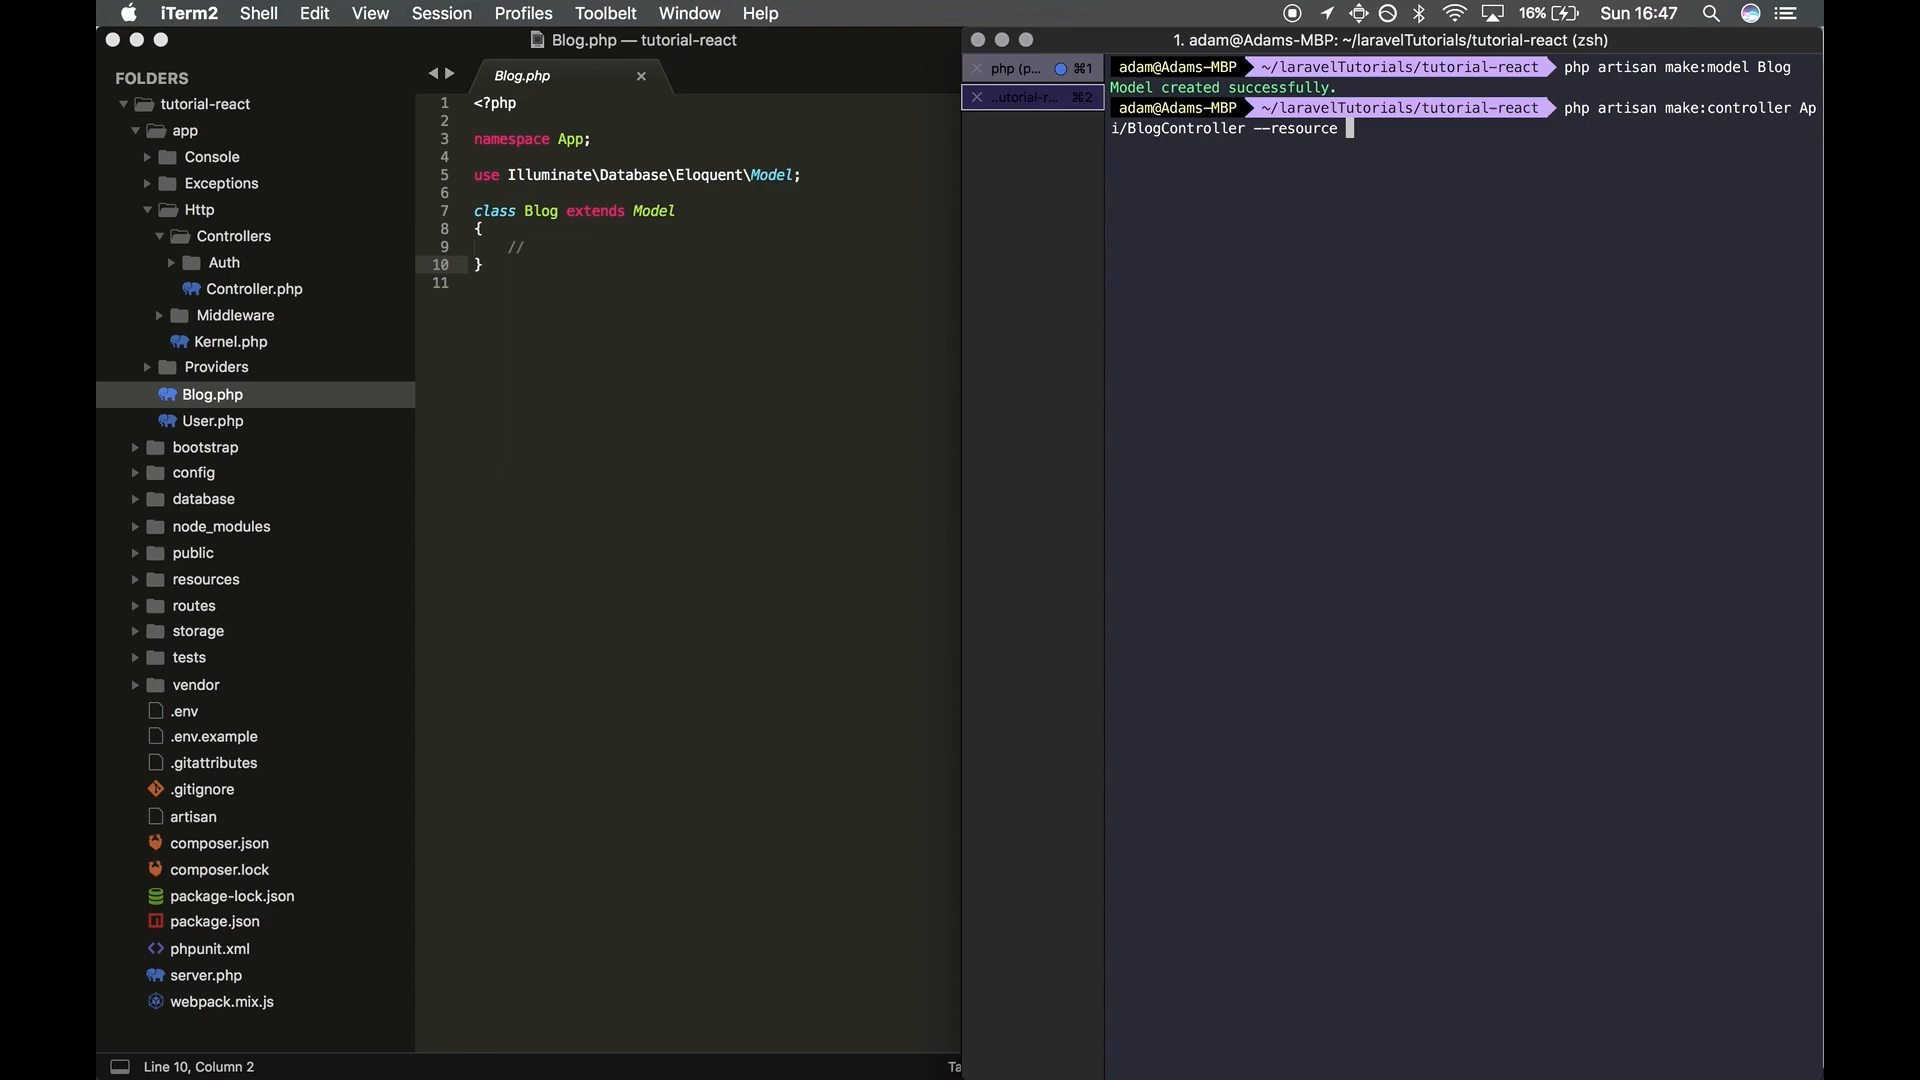 iTerm2 Shell Edit View Session Profiles Toolbelt Window Help 16% Sun 16:47
Blog.php — tutorial-react
FOLDERS
tutorial-react
app
Console
Exceptions
Http
Controllers
Auth
Controller.php
Middleware
Kernel.php
Providers
Blog.php
User.php
bootstrap
config
database
node_modules
public
resources
routes
storage
tests
vendor
.env
.env.example
.gitattributes
.gitignore
artisan
composer.json
composer.lock
package-lock.json
package.json
phpunit.xml
server.php
webpack.mix.js
Blog.php
1 <?php
2
3 namespace App;
4
5 use Illuminate\Database\Eloquent\Model;
6
7 class Blog extends Model
8 {
9 //
10 }
11
Line 10, Column 2
Ta
1. adam@Adams-MBP: ~/laravelTutorials/tutorial-react (zsh)
php (p... ⌘1
..utorial-r... ⌘2
adam@Adams-MBP ~/laravelTutorials/tutorial-react php artisan make:model Blog
Model created successfully.
adam@Adams-MBP ~/laravelTutorials/tutorial-react php artisan make:controller Ap
i/BlogController --resource